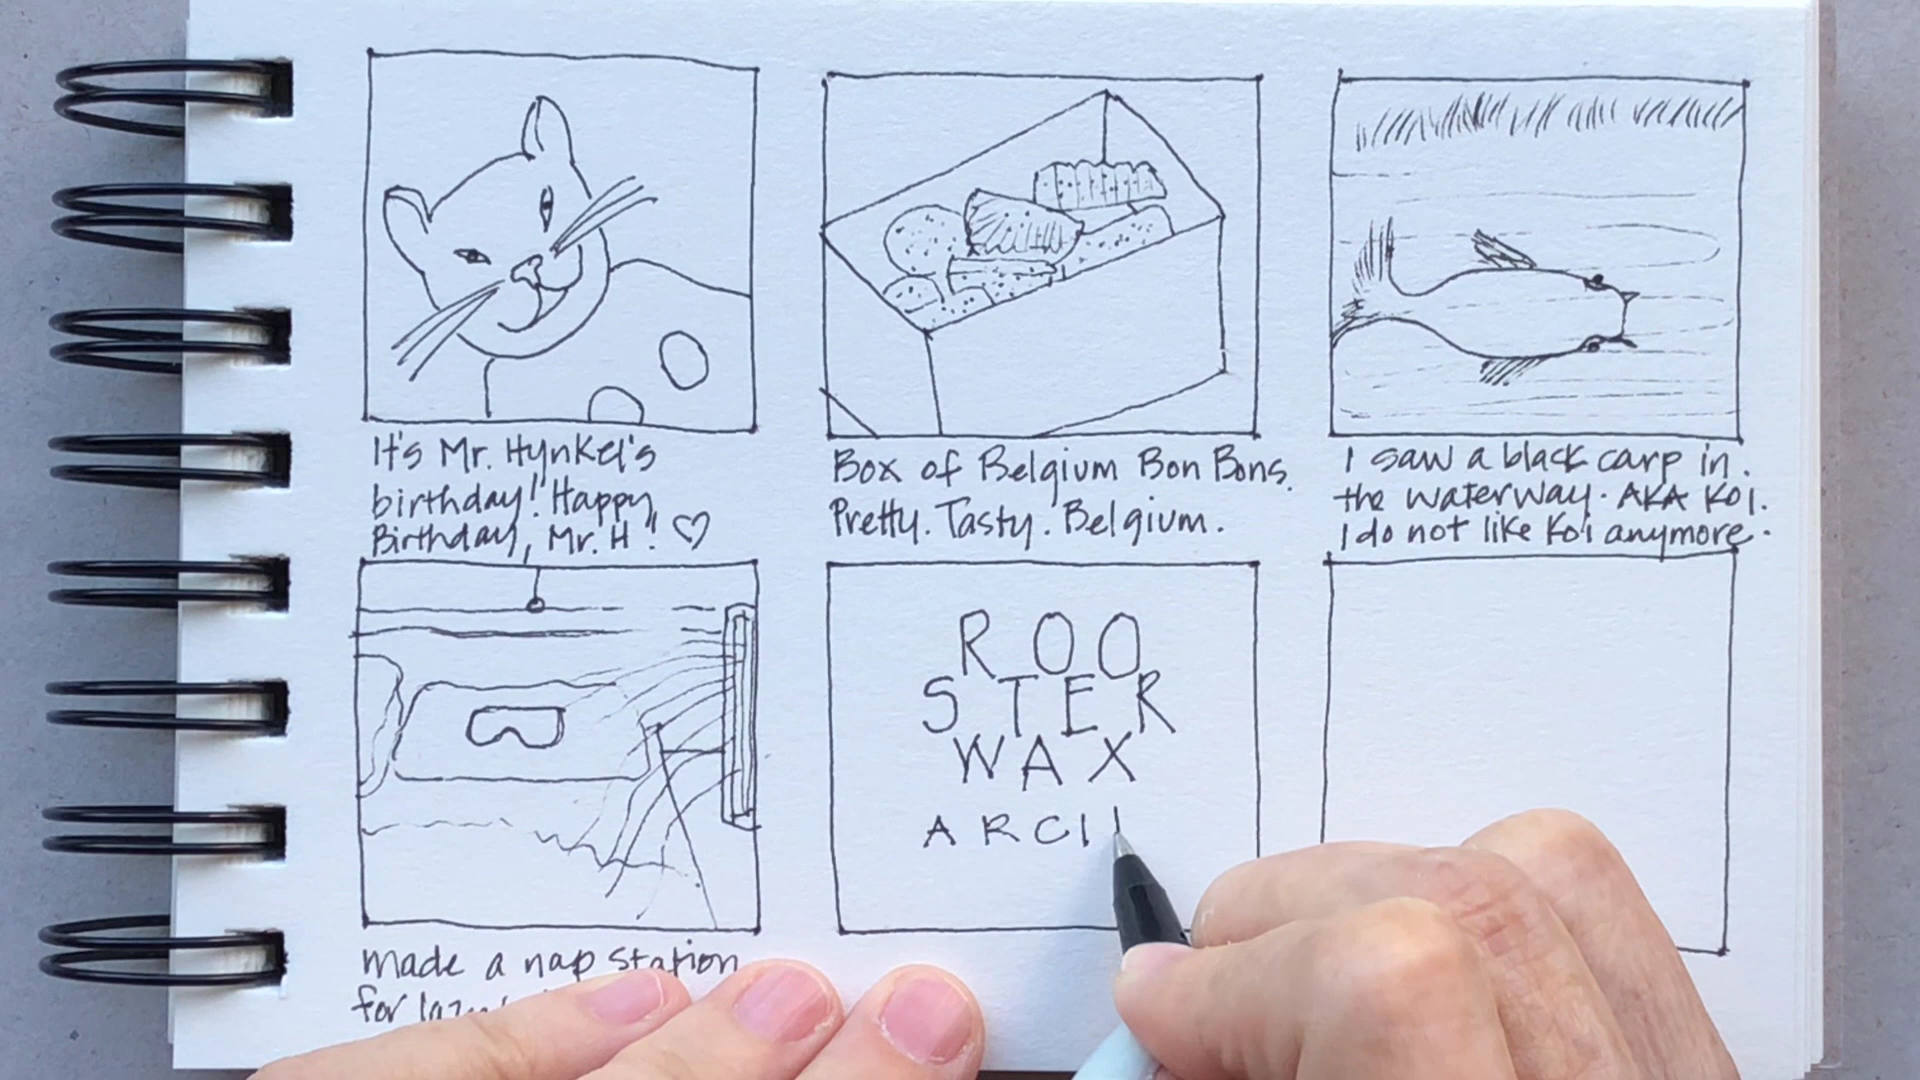 It's Mr. Hynkel's
birthday! Happy
Birthday, Mr. H! ♡
Box of Belgium Bon Bons.
Pretty. Tasty. Belgium.
I saw a black carp in
the waterway. AKA KOI.
I do not like Koi anymore.
made a nap station
for
ROO
STER
WAX